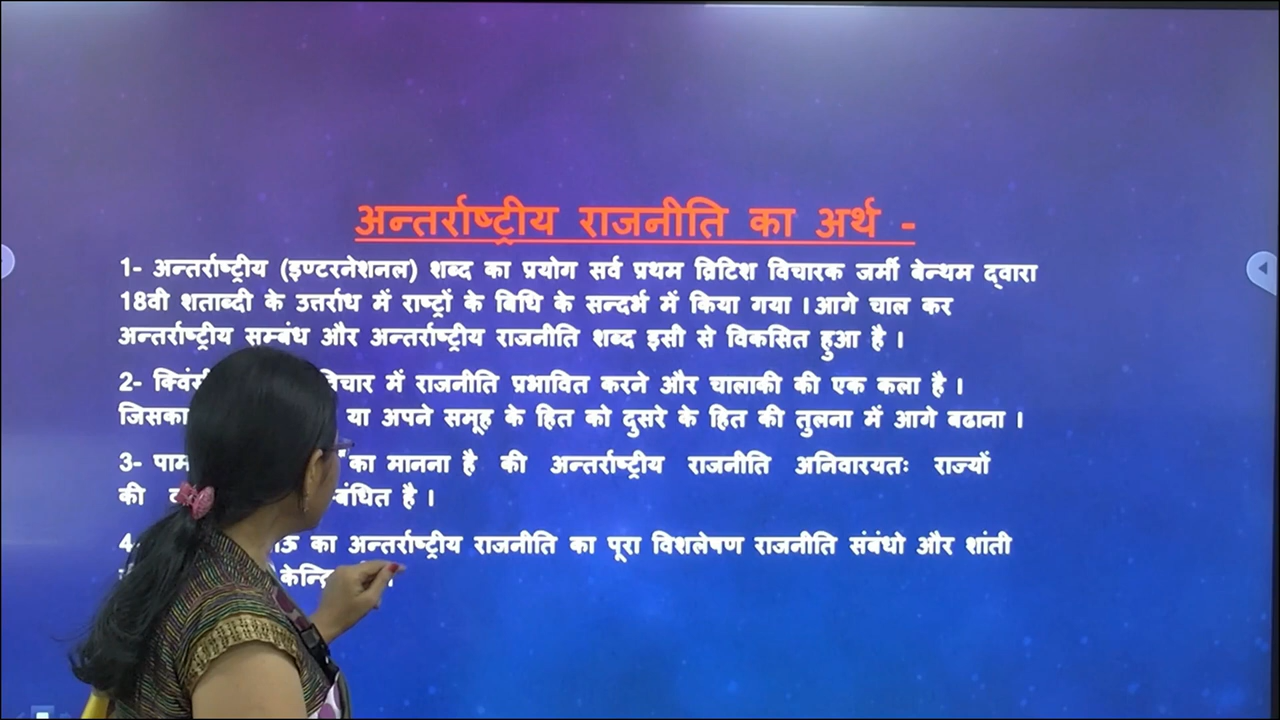 अन्तर्राष्ट्रीय राजनीति का अर्थ -
1- अन्तर्राष्ट्रीय (इण्टरनेशनल) शब्द का प्रयोग सर्व प्रथम ब्रिटिश विचारक जर्मी बेन्थम द्वारा
18वी शताब्दी के उत्तर्राध में राष्ट्रों के बिधि के सन्दर्भ में किया गया । आगे चाल कर
अन्तर्राष्ट्रीय सम्बंध और अन्तर्राष्ट्रीय राजनीति शब्द इसी से विकसित हुआ है ।
2- विचार में राजनीति प्रभावित करने और चालाकी की एक कला है ।
जिसका या अपने समूह के हित को दुसरे के हित की तुलना में आगे बढाना ।
3- का मानना है की अन्तर्राष्ट्रीय राजनीति अनिवारयतः राज्यों
की है ।
4- का अन्तर्राष्ट्रीय राजनीति का पूरा विशलेषण राजनीति संबंधो और शांती